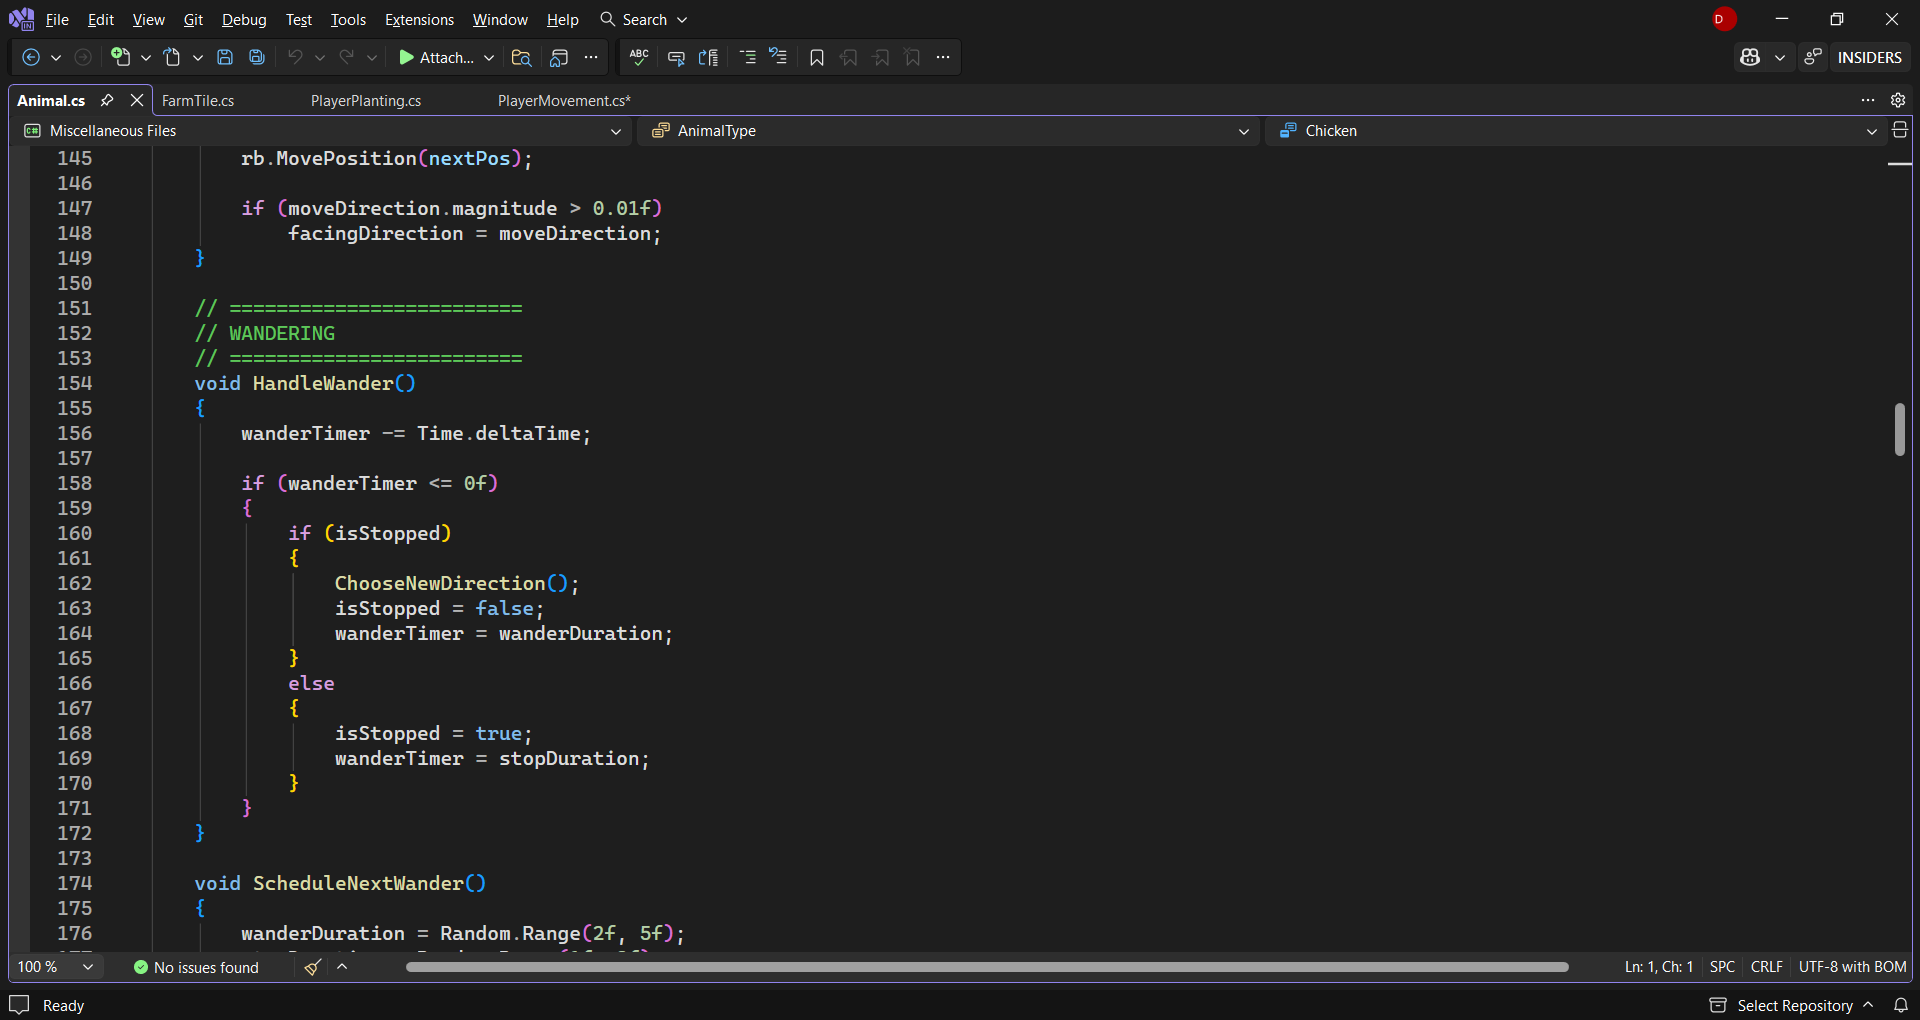 File Edit View Git Debug Test Tools Extensions Window Help Search
D
Attach...
ABC
INSIDERS
Animal.cs FarmTile.cs PlayerPlanting.cs PlayerMovement.cs*
C# Miscellaneous Files AnimalType Chicken
145 rb.MovePosition(nextPos);
146
147 if (moveDirection.magnitude > 0.01f)
148 facingDirection = moveDirection;
149 }
150
151 // =========================
152 // WANDERING
153 // =========================
154 void HandleWander()
155 {
156 wanderTimer -= Time.deltaTime;
157
158 if (wanderTimer <= 0f)
159 {
160 if (isStopped)
161 {
162 ChooseNewDirection();
163 isStopped = false;
164 wanderTimer = wanderDuration;
165 }
166 else
167 {
168 isStopped = true;
169 wanderTimer = stopDuration;
170 }
171 }
172 }
173
174 void ScheduleNextWander()
175 {
176 wanderDuration = Random.Range(2f, 5f);
100 % No issues found Ln: 1, Ch: 1 SPC CRLF UTF-8 with BOM
Ready Select Repository